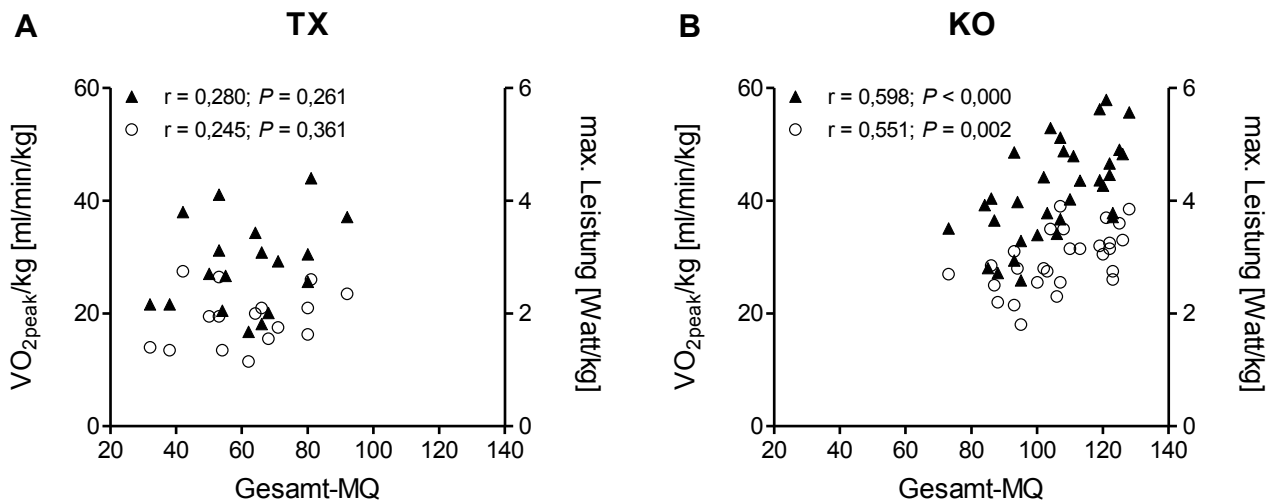 A
TX
r = 0,280; P = 0,261
r = 0,245; P = 0,361
VO2peak/kg [ml/min/kg]
60
40
20
0
6
4
2
0
max. Leistung [Watt/kg]
20 40 60 80 100 120 140
Gesamt-MQ
B
KO
r = 0,598; P < 0,000
r = 0,551; P = 0,002
VO2peak/kg [ml/min/kg]
60
40
20
0
6
4
2
0
max. Leistung [Watt/kg]
20 40 60 80 100 120 140
Gesamt-MQ